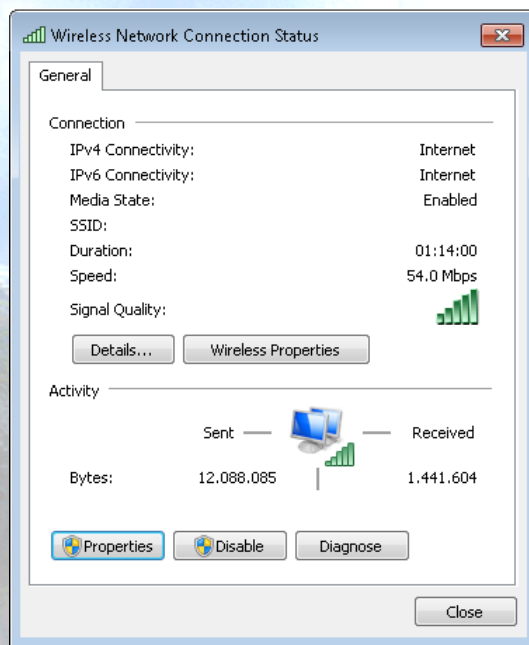 Wireless Network Connection Status
General
Connection
IPv4 Connectivity: Internet
IPv6 Connectivity: Internet
Media State: Enabled
SSID:
Duration: 01:14:00
Speed: 54.0 Mbps
Signal Quality:
Details... Wireless Properties
Activity
Sent Received
Bytes: 12.088.085 1.441.604
Properties Disable Diagnose
Close